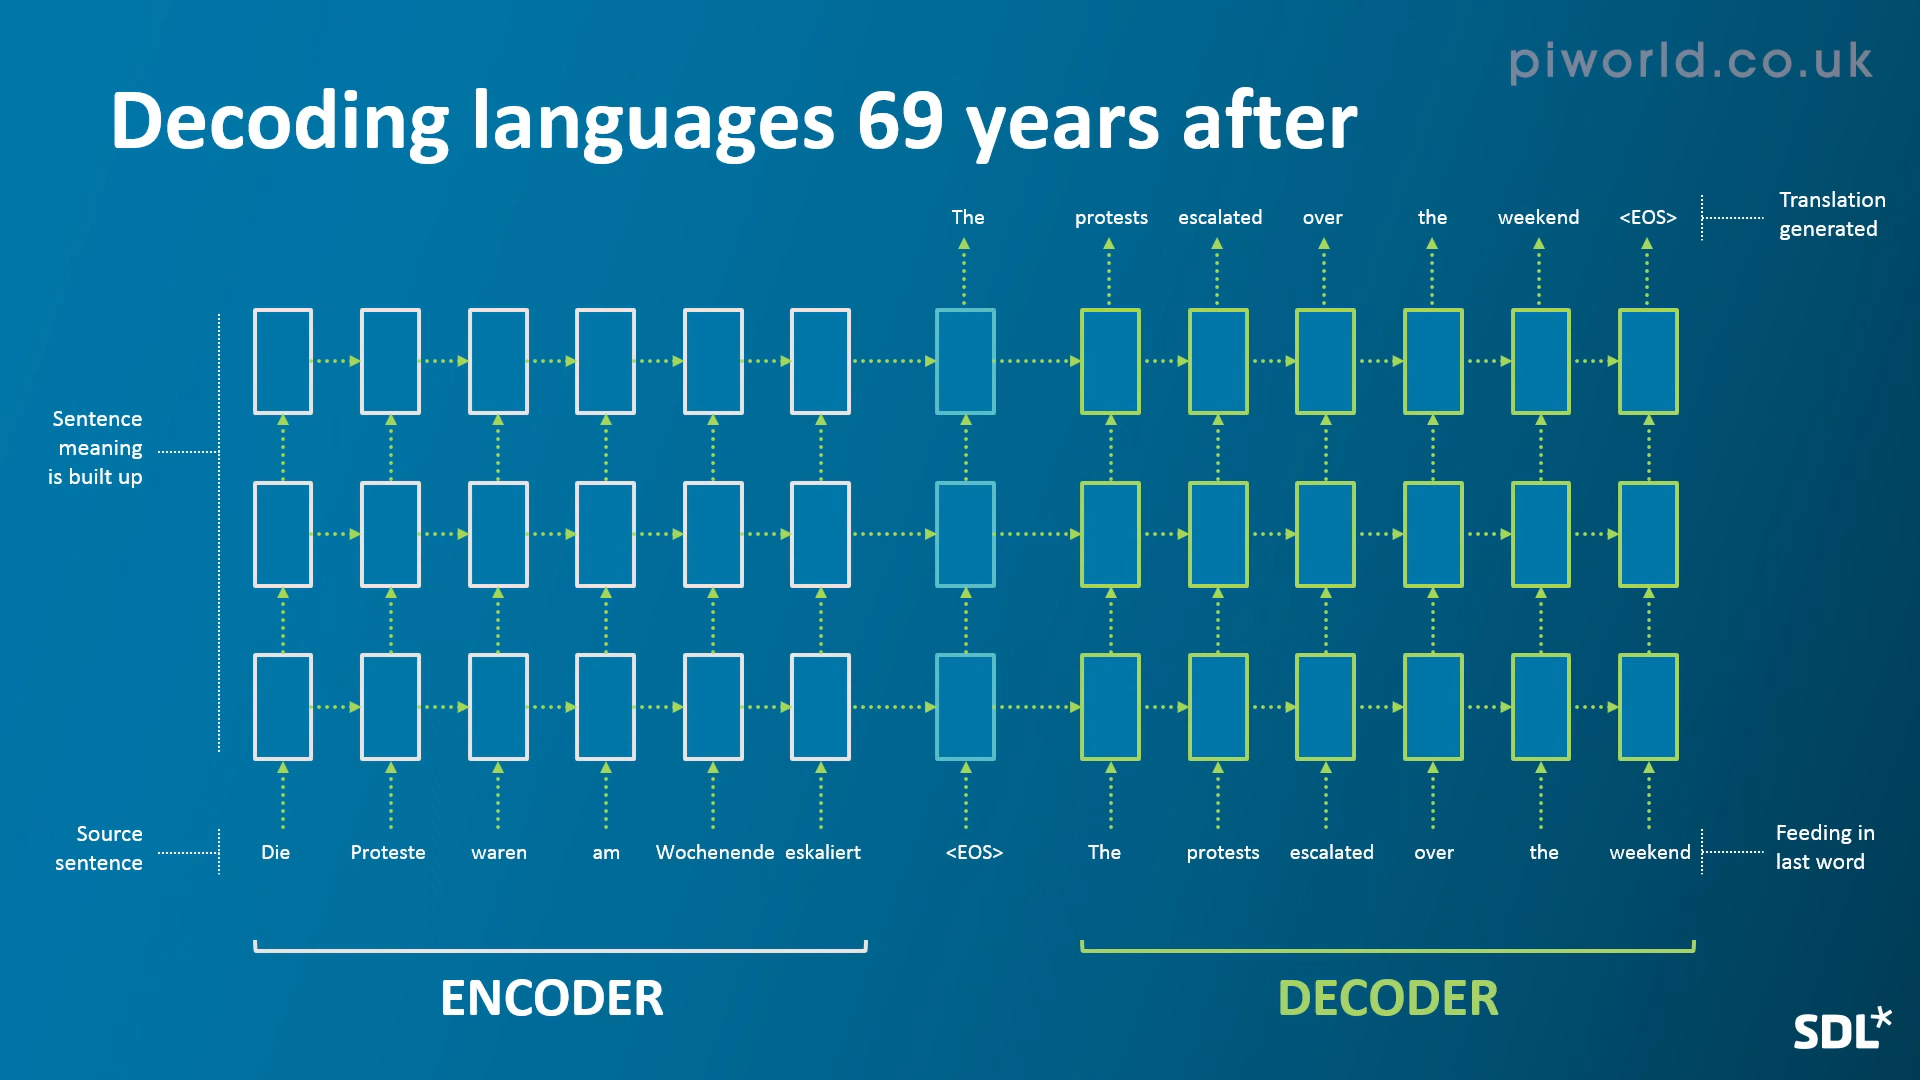 piworld.co.uk
Decoding languages 69 years after
The protests escalated over the weekend <EOS>
Translation
generated
Sentence
meaning
is built up
Source
sentence
Die Proteste waren am Wochenende eskaliert <EOS> The protests escalated over the weekend
Feeding in
last word
ENCODER
DECODER
SDL*